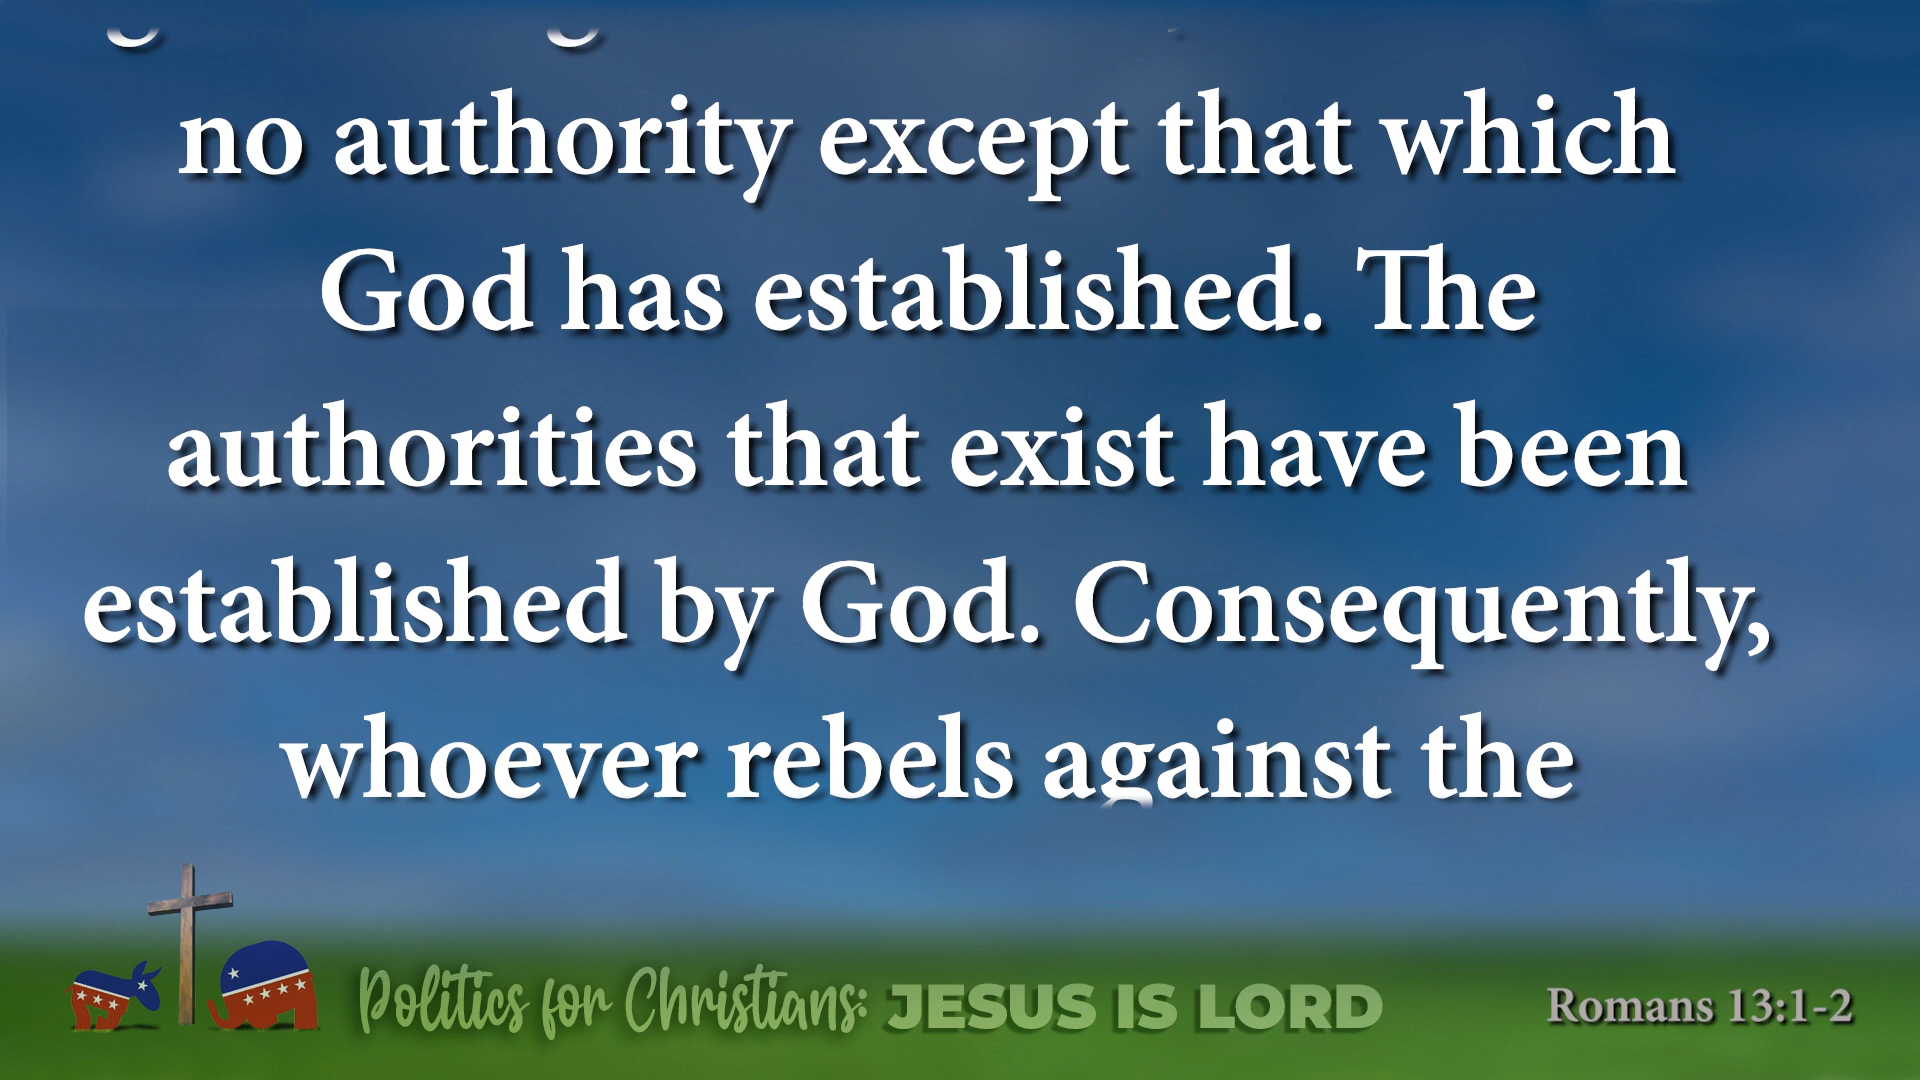 no authority except that which
God has established. The
authorities that exist have been
established by God. Consequently,
whoever rebels against the
Politics for Christians: JESUS IS LORD
Romans 13:1-2